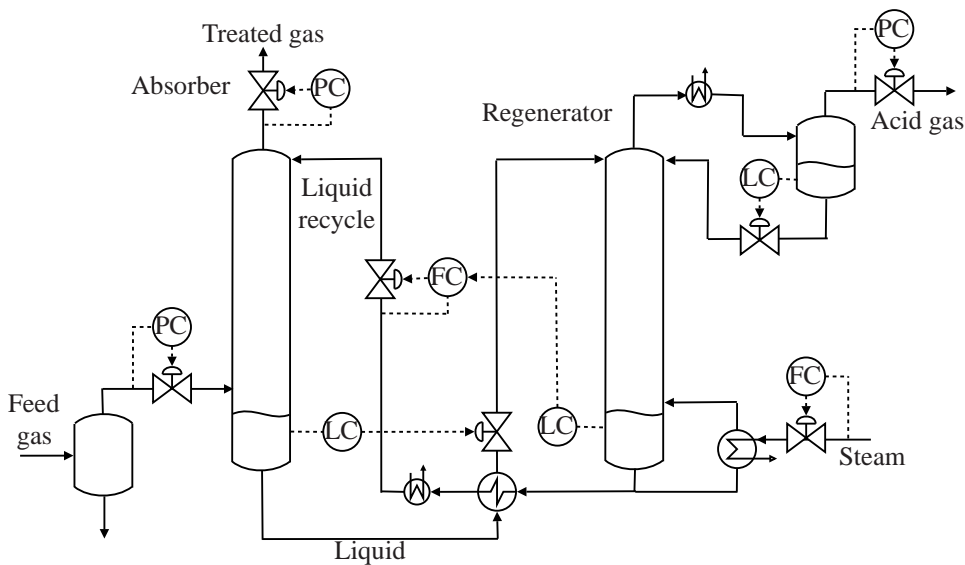 Treated gas
Absorber
PC
PC
Regenerator
Acid gas
LC
Liquid
recycle
FC
PC
Feed
gas
LC
LC
FC
Steam
Liquid